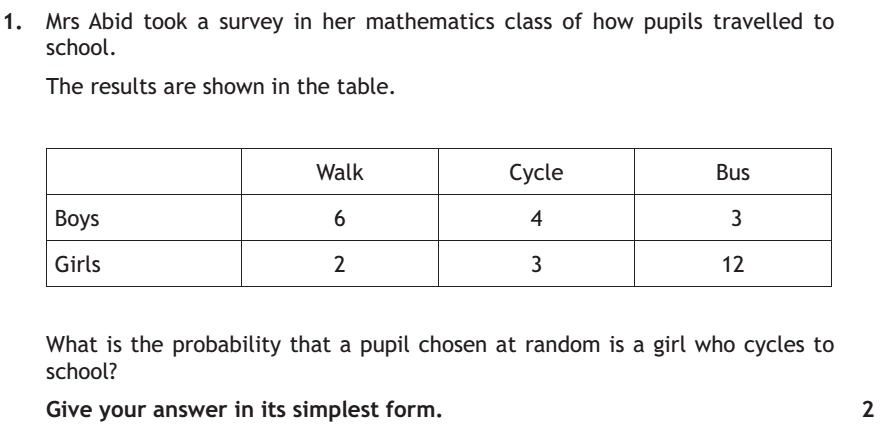 1. Mrs Abid took a survey in her mathematics class of how pupils travelled to
school.
The results are shown in the table.
Walk Cycle Bus
Boys 6 4 3
Girls 2 3 12
What is the probability that a pupil chosen at random is a girl who cycles to
school?
Give your answer in its simplest form. 2